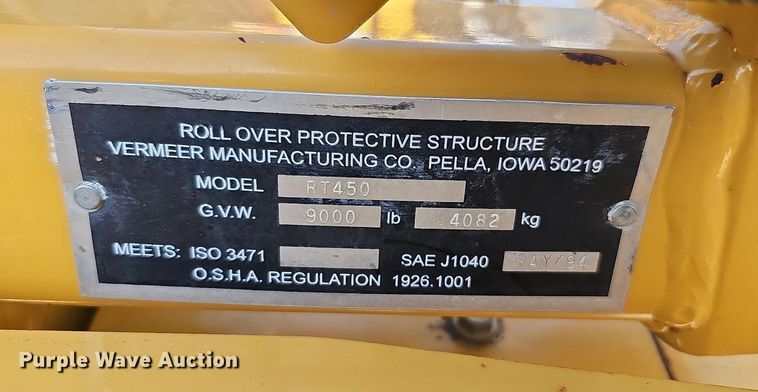 ROLL OVER PROTECTIVE STRUCTURE
VERMEER MANUFACTURING CO. PELLA, IOWA 50219
MODEL RT450
G.V.W. 9000 lb 4082 kg
MEETS: ISO 3471 SAE J1040 MAY/94
O.S.H.A. REGULATION 1926.1001
Purple Wave Auction